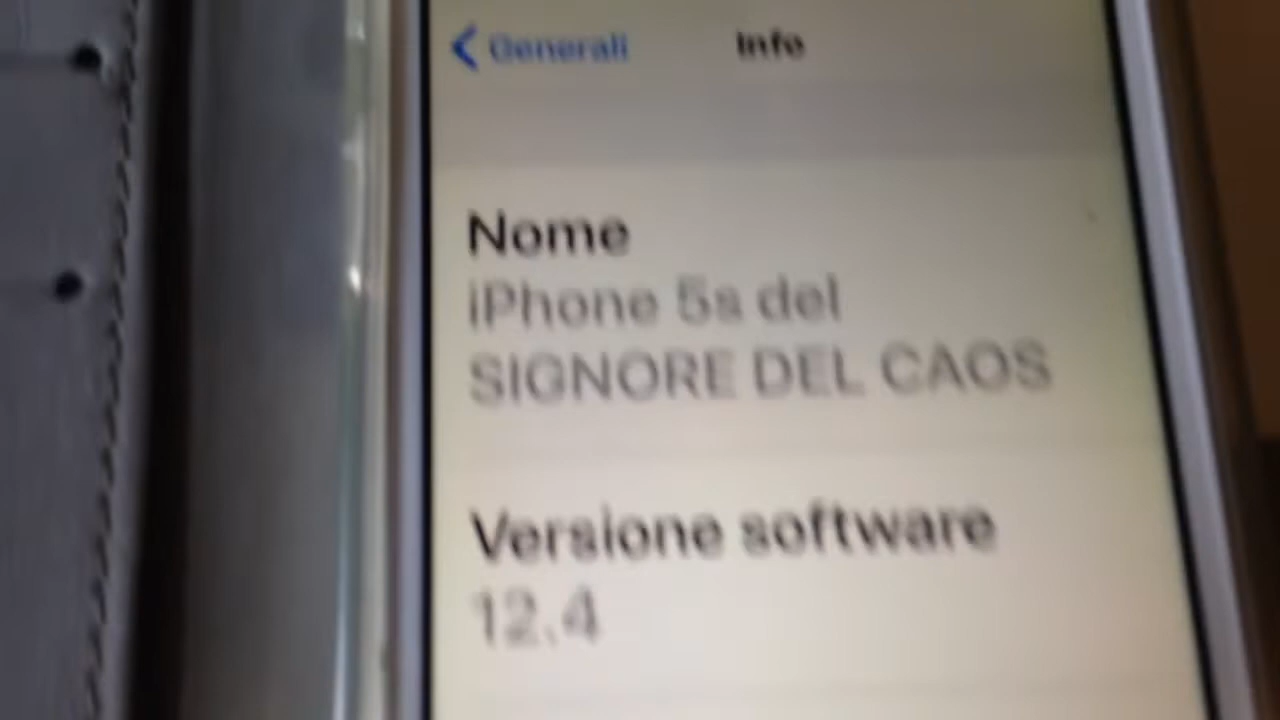 Generali
Info
Nome
iPhone 5s del
SIGNORE DEL CAOS
Versione software
12.4